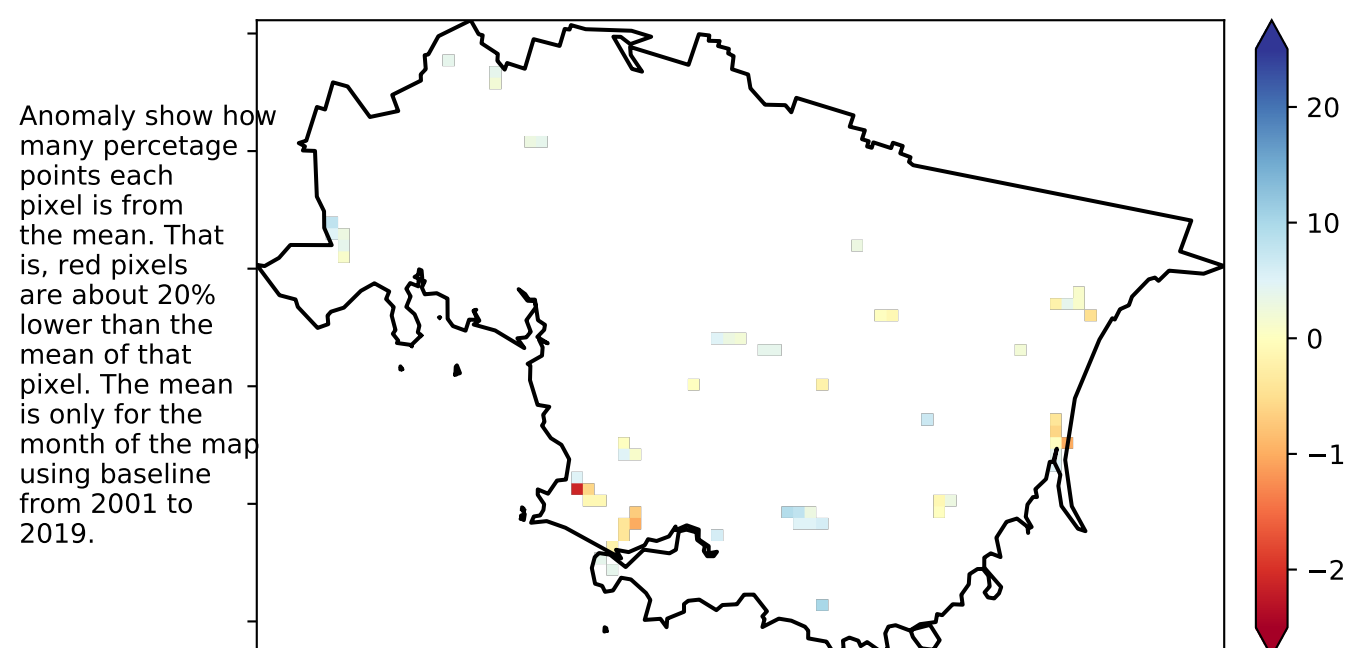 Anomaly show how
many percetage
points each
pixel is from
the mean. That
is, red pixels
are about 20%
lower than the
mean of that
pixel. The mean
is only for the
month of the map
using baseline
from 2001 to
2019.
20
10
0
−1
−2